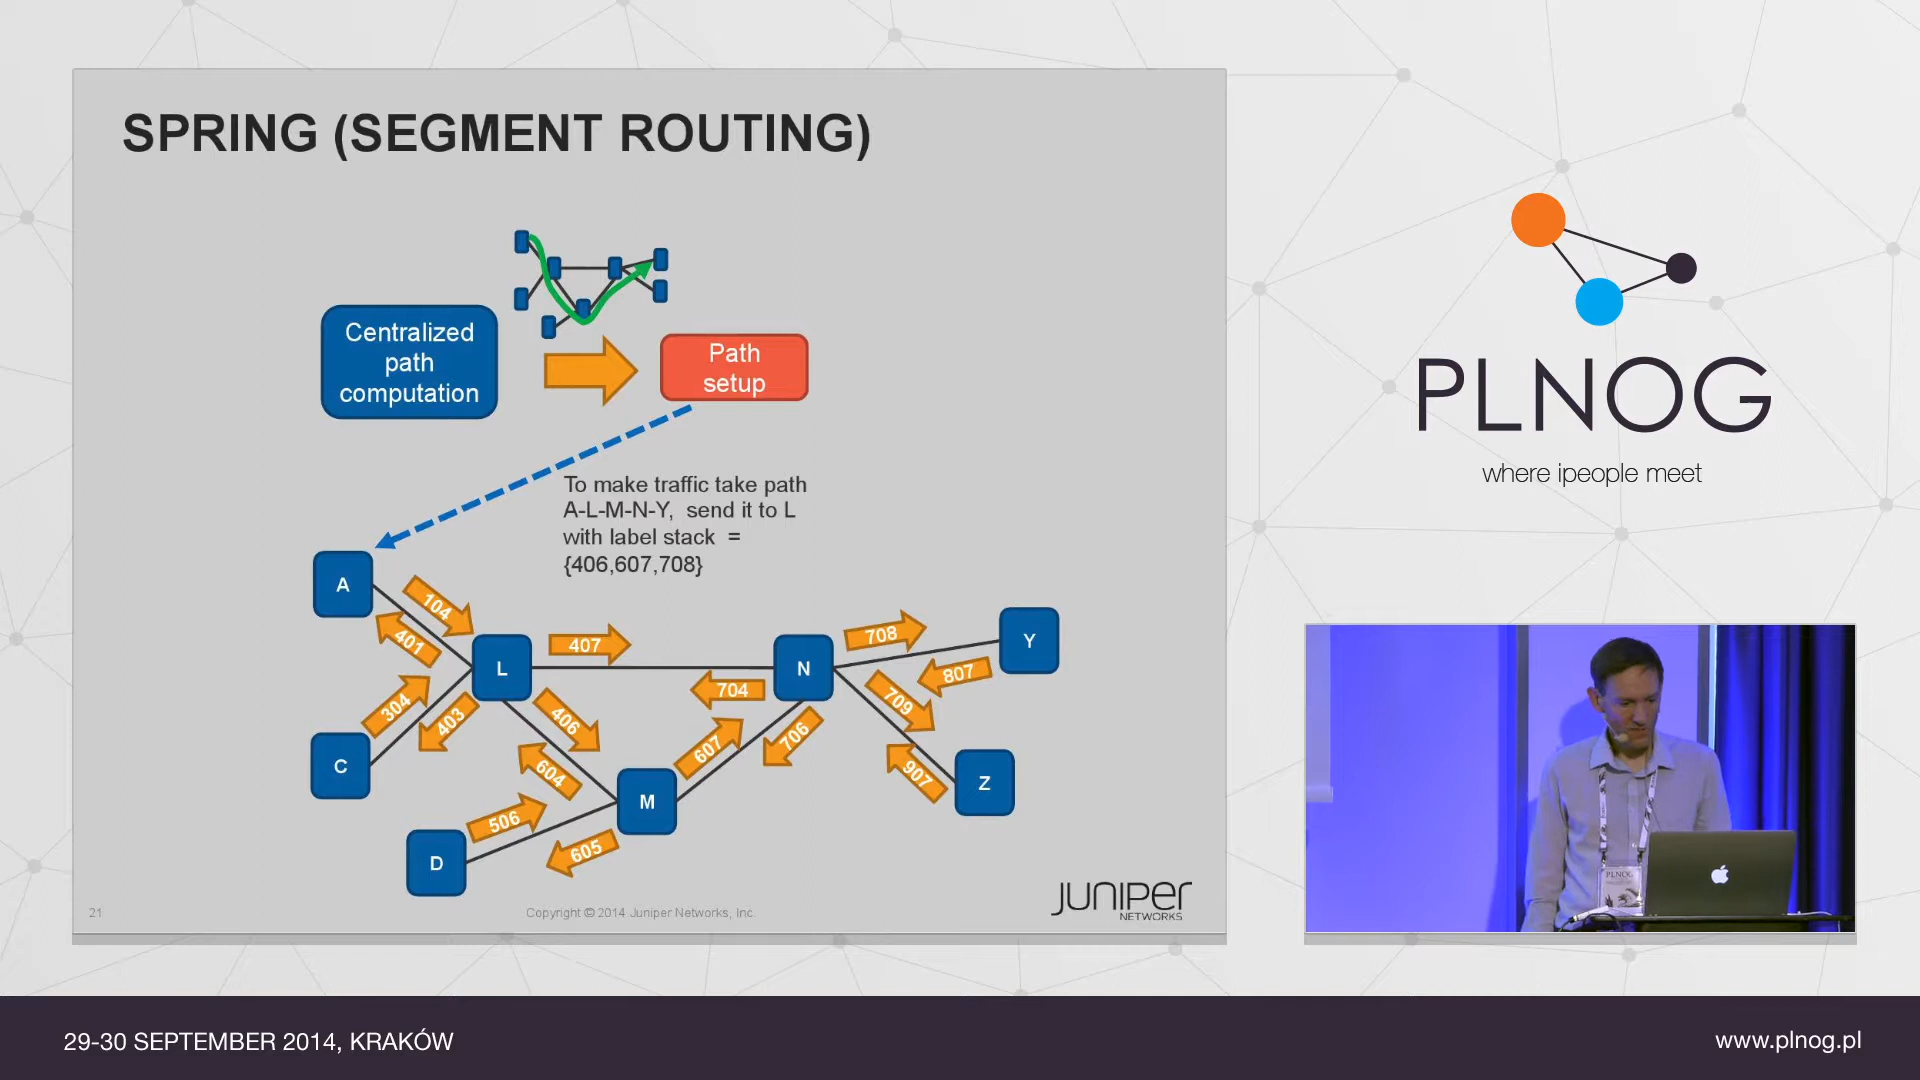 SPRING (SEGMENT ROUTING)
Centralized
path
computation
Path
setup
To make traffic take path
A-L-M-N-Y, send it to L
with label stack =
{406,607,708}
A
104
401
L
407
N
708
Y
807
704
709
304
403
406
604
607
706
907
C
M
Z
506
605
D
21
Copyright © 2014 Juniper Networks, Inc.
JUNIPER
NETWORKS
PLNOG
where ipeople meet
PLNOG
29-30 SEPTEMBER 2014, KRAKÓW
www.plnog.pl